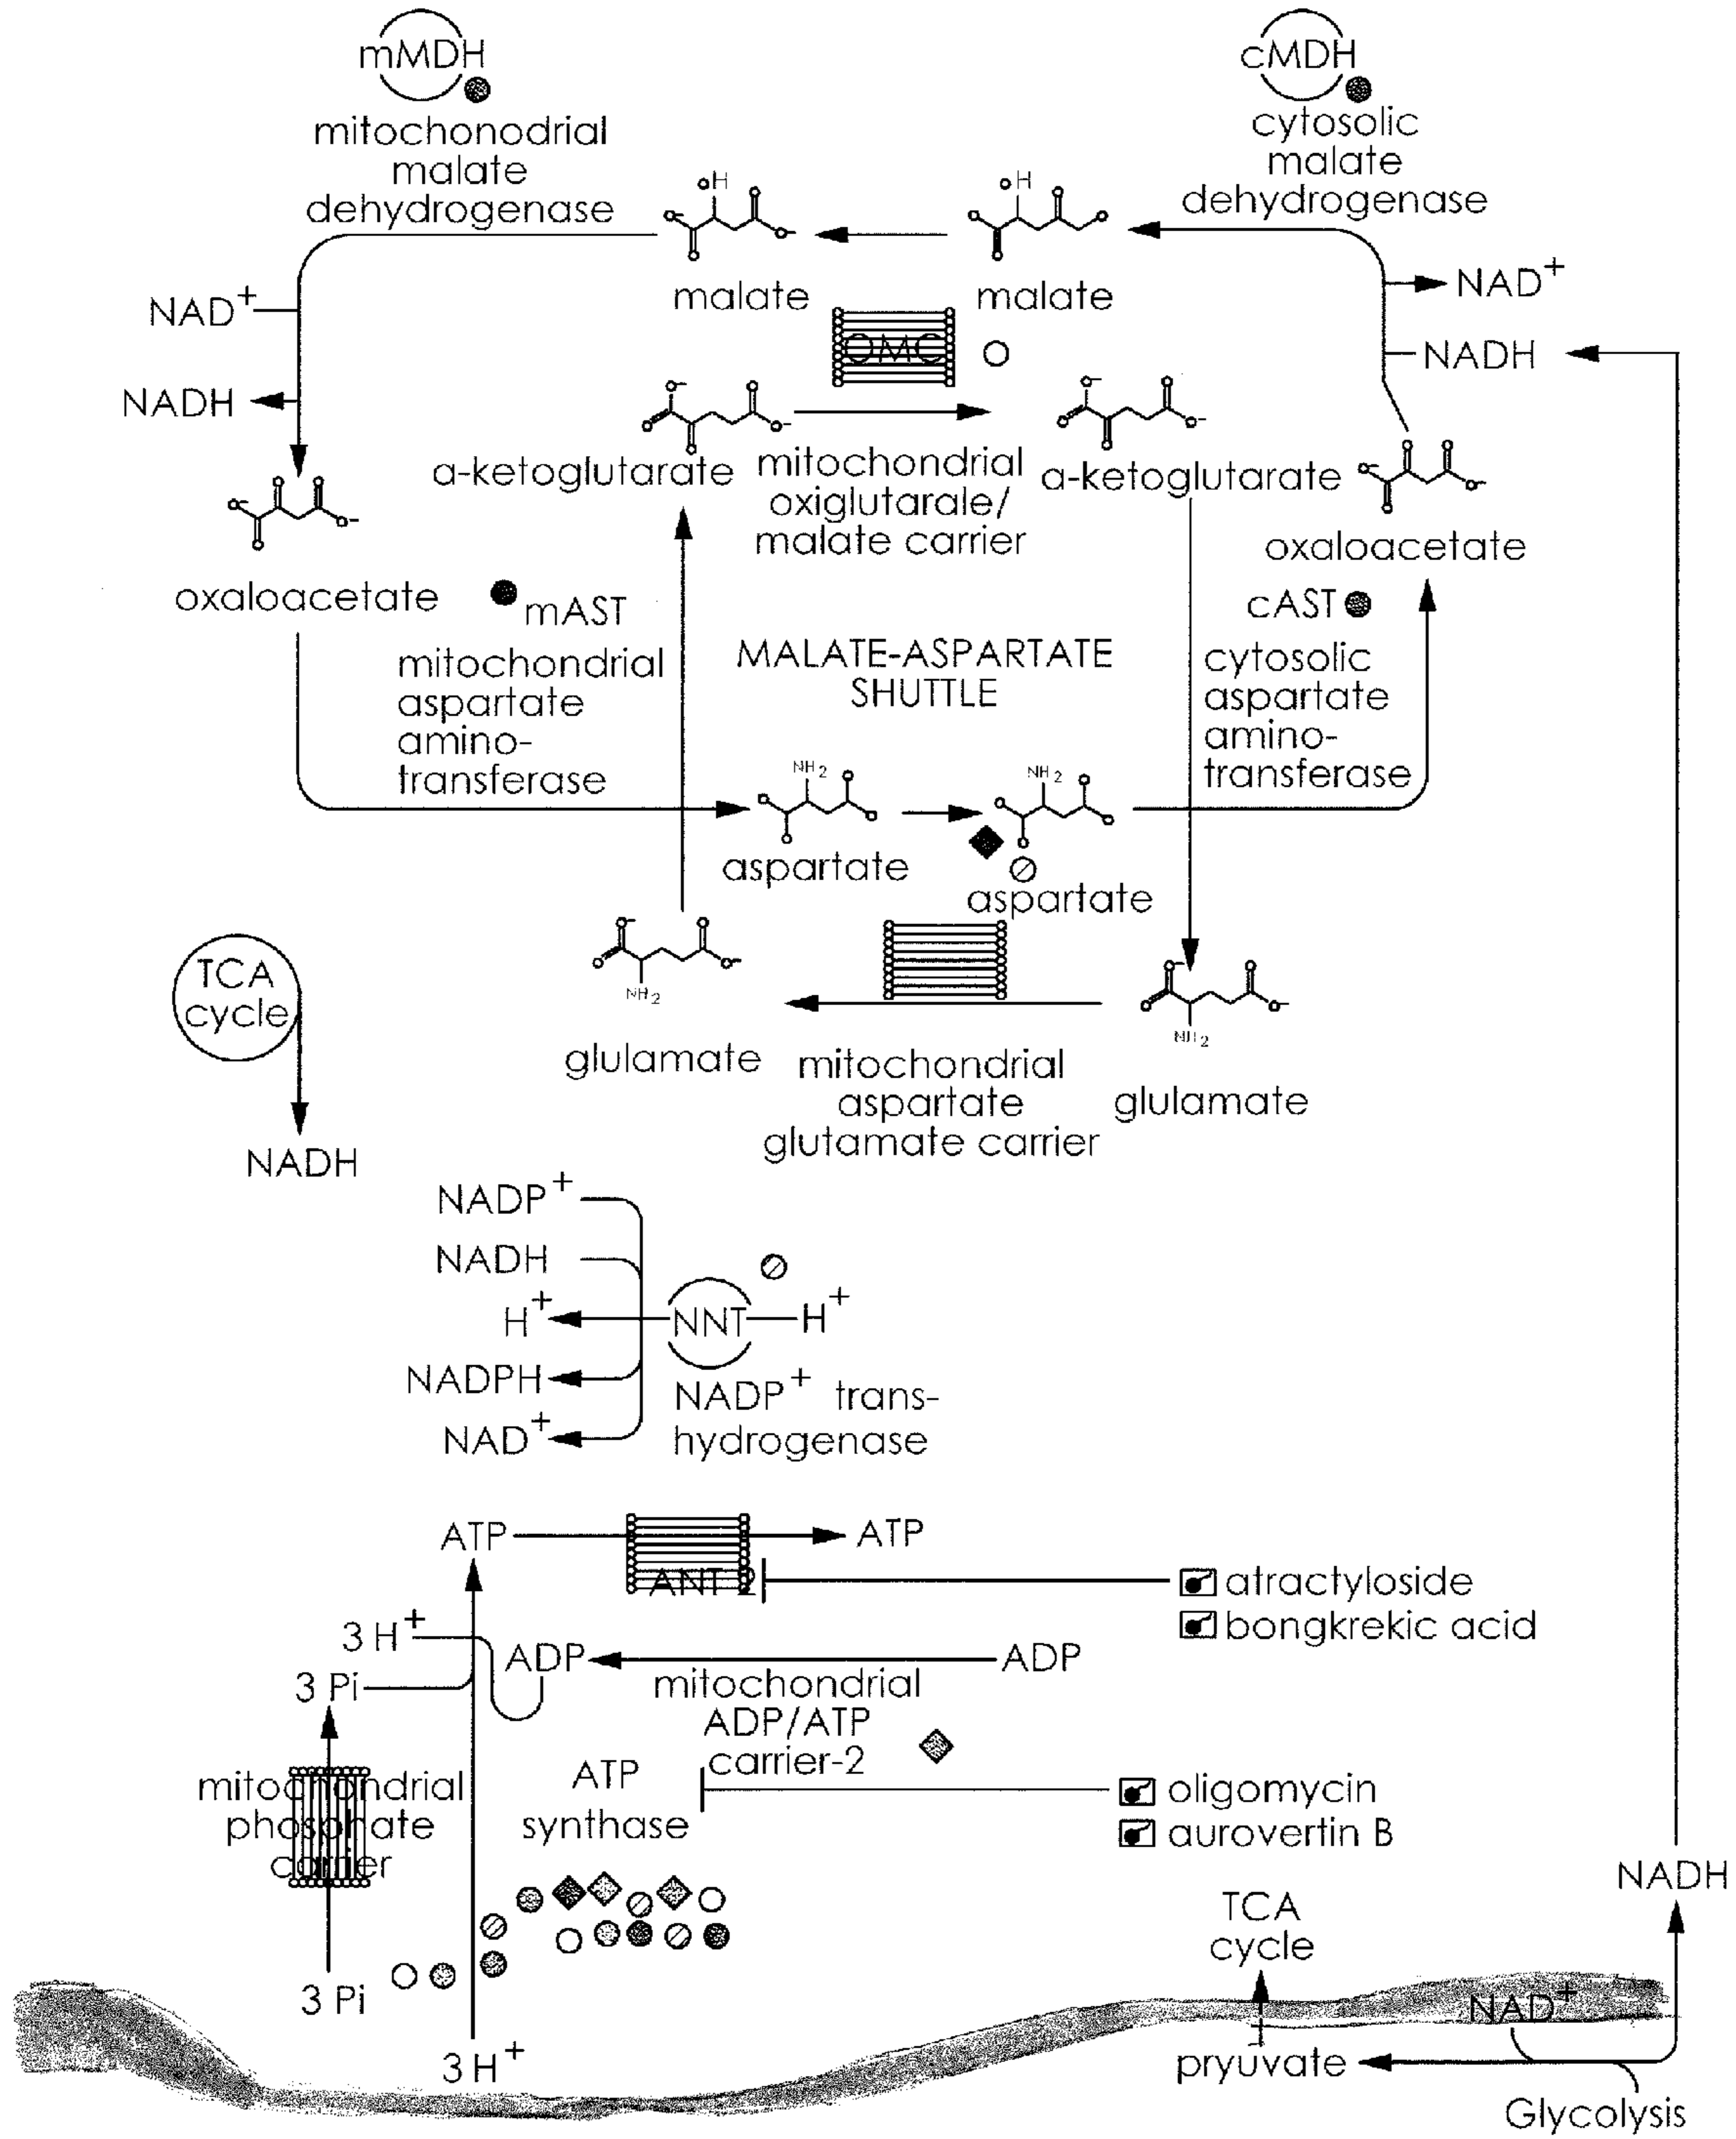 mMDH
mitochonodrial
malate
dehydrogenase
cMDH
cytosolic
malate
dehydrogenase
OH
O-
O-
OH
malate
malate
NAD+
NADH
NAD+
NADH
OMC
O-
O-
O-
O-
a-ketoglutarate
mitochondrial
oxiglutarale/
malate carrier
a-ketoglutarate
O-
O-
oxaloacetate
O-
O-
oxaloacetate
mAST
mitochondrial
aspartate
amino-
transferase
MALATE-ASPARTATE
SHUTTLE
cAST
cytosolic
aspartate
amino-
transferase
NH2
aspartate
NH2
aspartate
O-
O-
NH2
glulamate
mitochondrial
aspartate
glutamate carrier
O-
O-
NH2
glulamate
TCA
cycle
NADH
NADP+
NADH
H+
NADPH
NAD+
NNT
H+
NADP+ trans-
hydrogenase
ATP
ATP
ANT 2
atractyloside
bongkrekic acid
3 H+
ADP
ADP
3 Pi
mitochondrial
ADP/ATP
carrier-2
mitochondrial
phosphate
carrier
ATP
synthase
oligomycin
aurovertin B
3 Pi
3 H+
TCA
cycle
NADH
NAD+
pryuvate
Glycolysis